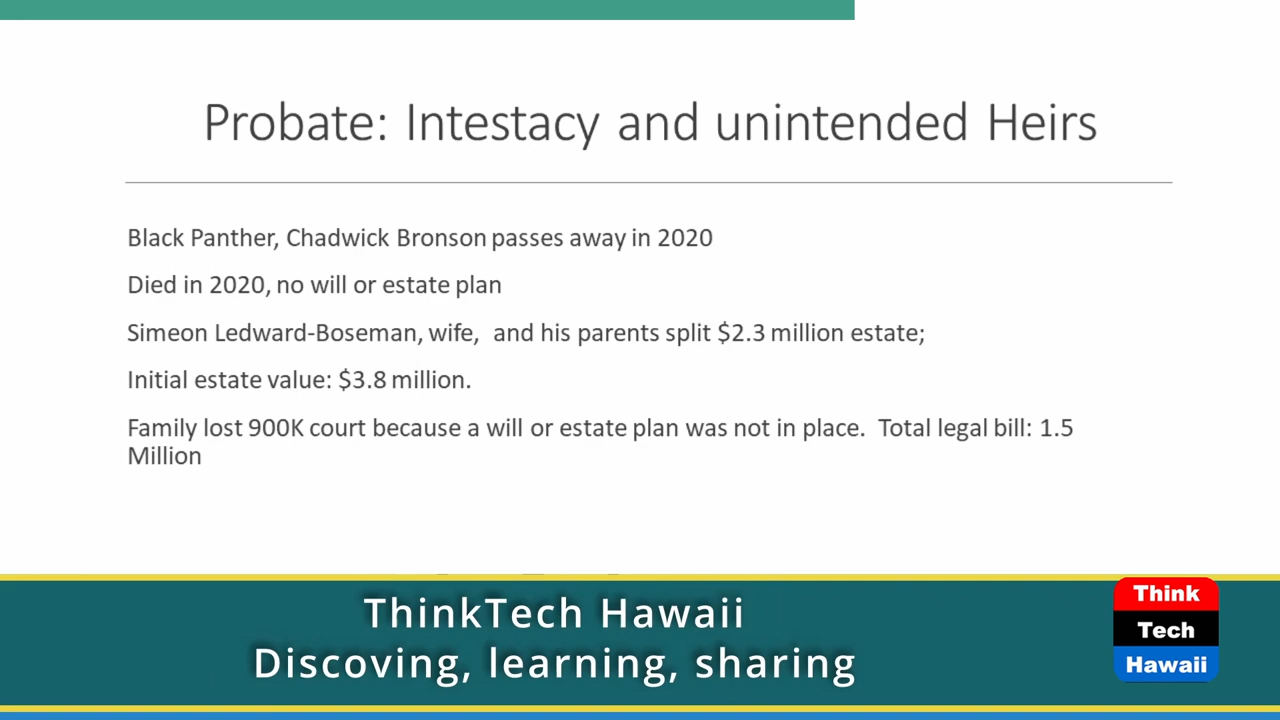 Probate: Intestacy and unintended Heirs
Black Panther, Chadwick Bronson passes away in 2020
Died in 2020, no will or estate plan
Simeon Ledward-Boseman, wife,  and his parents split $2.3 million estate;
Initial estate value: $3.8 million.
Family lost 900K court because a will or estate plan was not in place.  Total legal bill: 1.5
Million
ThinkTech Hawaii
Discoving, learning, sharing
Think
Tech
Hawaii